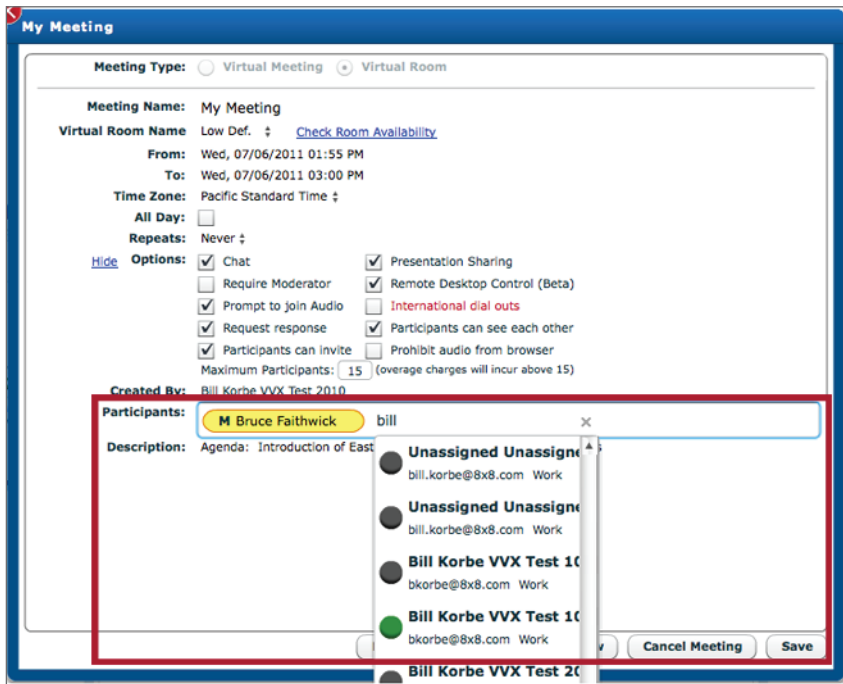 My Meeting
Meeting Type: Virtual Meeting Virtual Room
Meeting Name: My Meeting
Virtual Room Name Low Def. Check Room Availability
From: Wed, 07/06/2011 01:55 PM
To: Wed, 07/06/2011 03:00 PM
Time Zone: Pacific Standard Time
All Day:
Repeats: Never
Hide Options: Chat Presentation Sharing
Require Moderator Remote Desktop Control (Beta)
Prompt to join Audio International dial outs
Request response Participants can see each other
Participants can invite Prohibit audio from browser
Maximum Participants: 15 (overage charges will incur above 15)
Created By: Bill Korbe VVX Test 2010
Participants: M Bruce Faithwick bill
Description: Agenda: Introduction of East
Unassigned Unassigne
bill.korbe@8x8.com Work
Unassigned Unassigne
bill.korbe@8x8.com Work
Bill Korbe VVX Test 10
bkorbe@8x8.com Work
Bill Korbe VVX Test 10
bkorbe@8x8.com Work
Cancel Meeting Save
Bill Korbe VVX Test 20